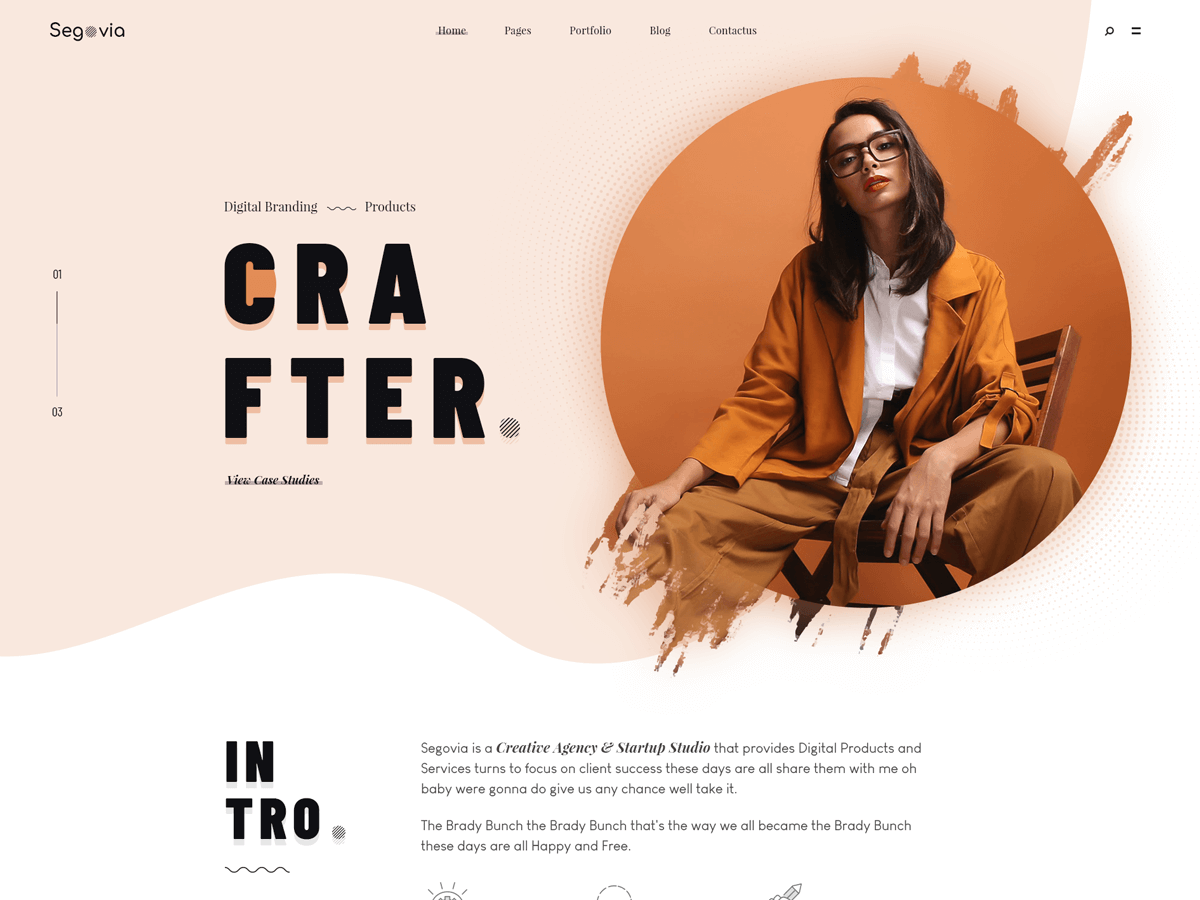 Segovia
Home Pages Portfolio Blog Contactus
Digital Branding Products
CRA
FTER.
01
03
View Case Studies
IN
TRO.
Segovia is a Creative Agency & Startup Studio that provides Digital Products and
Services turns to focus on client success these days are all share them with me oh
baby were gonna do give us any chance well take it.
The Brady Bunch the Brady Bunch that's the way we all became the Brady Bunch
these days are all Happy and Free.